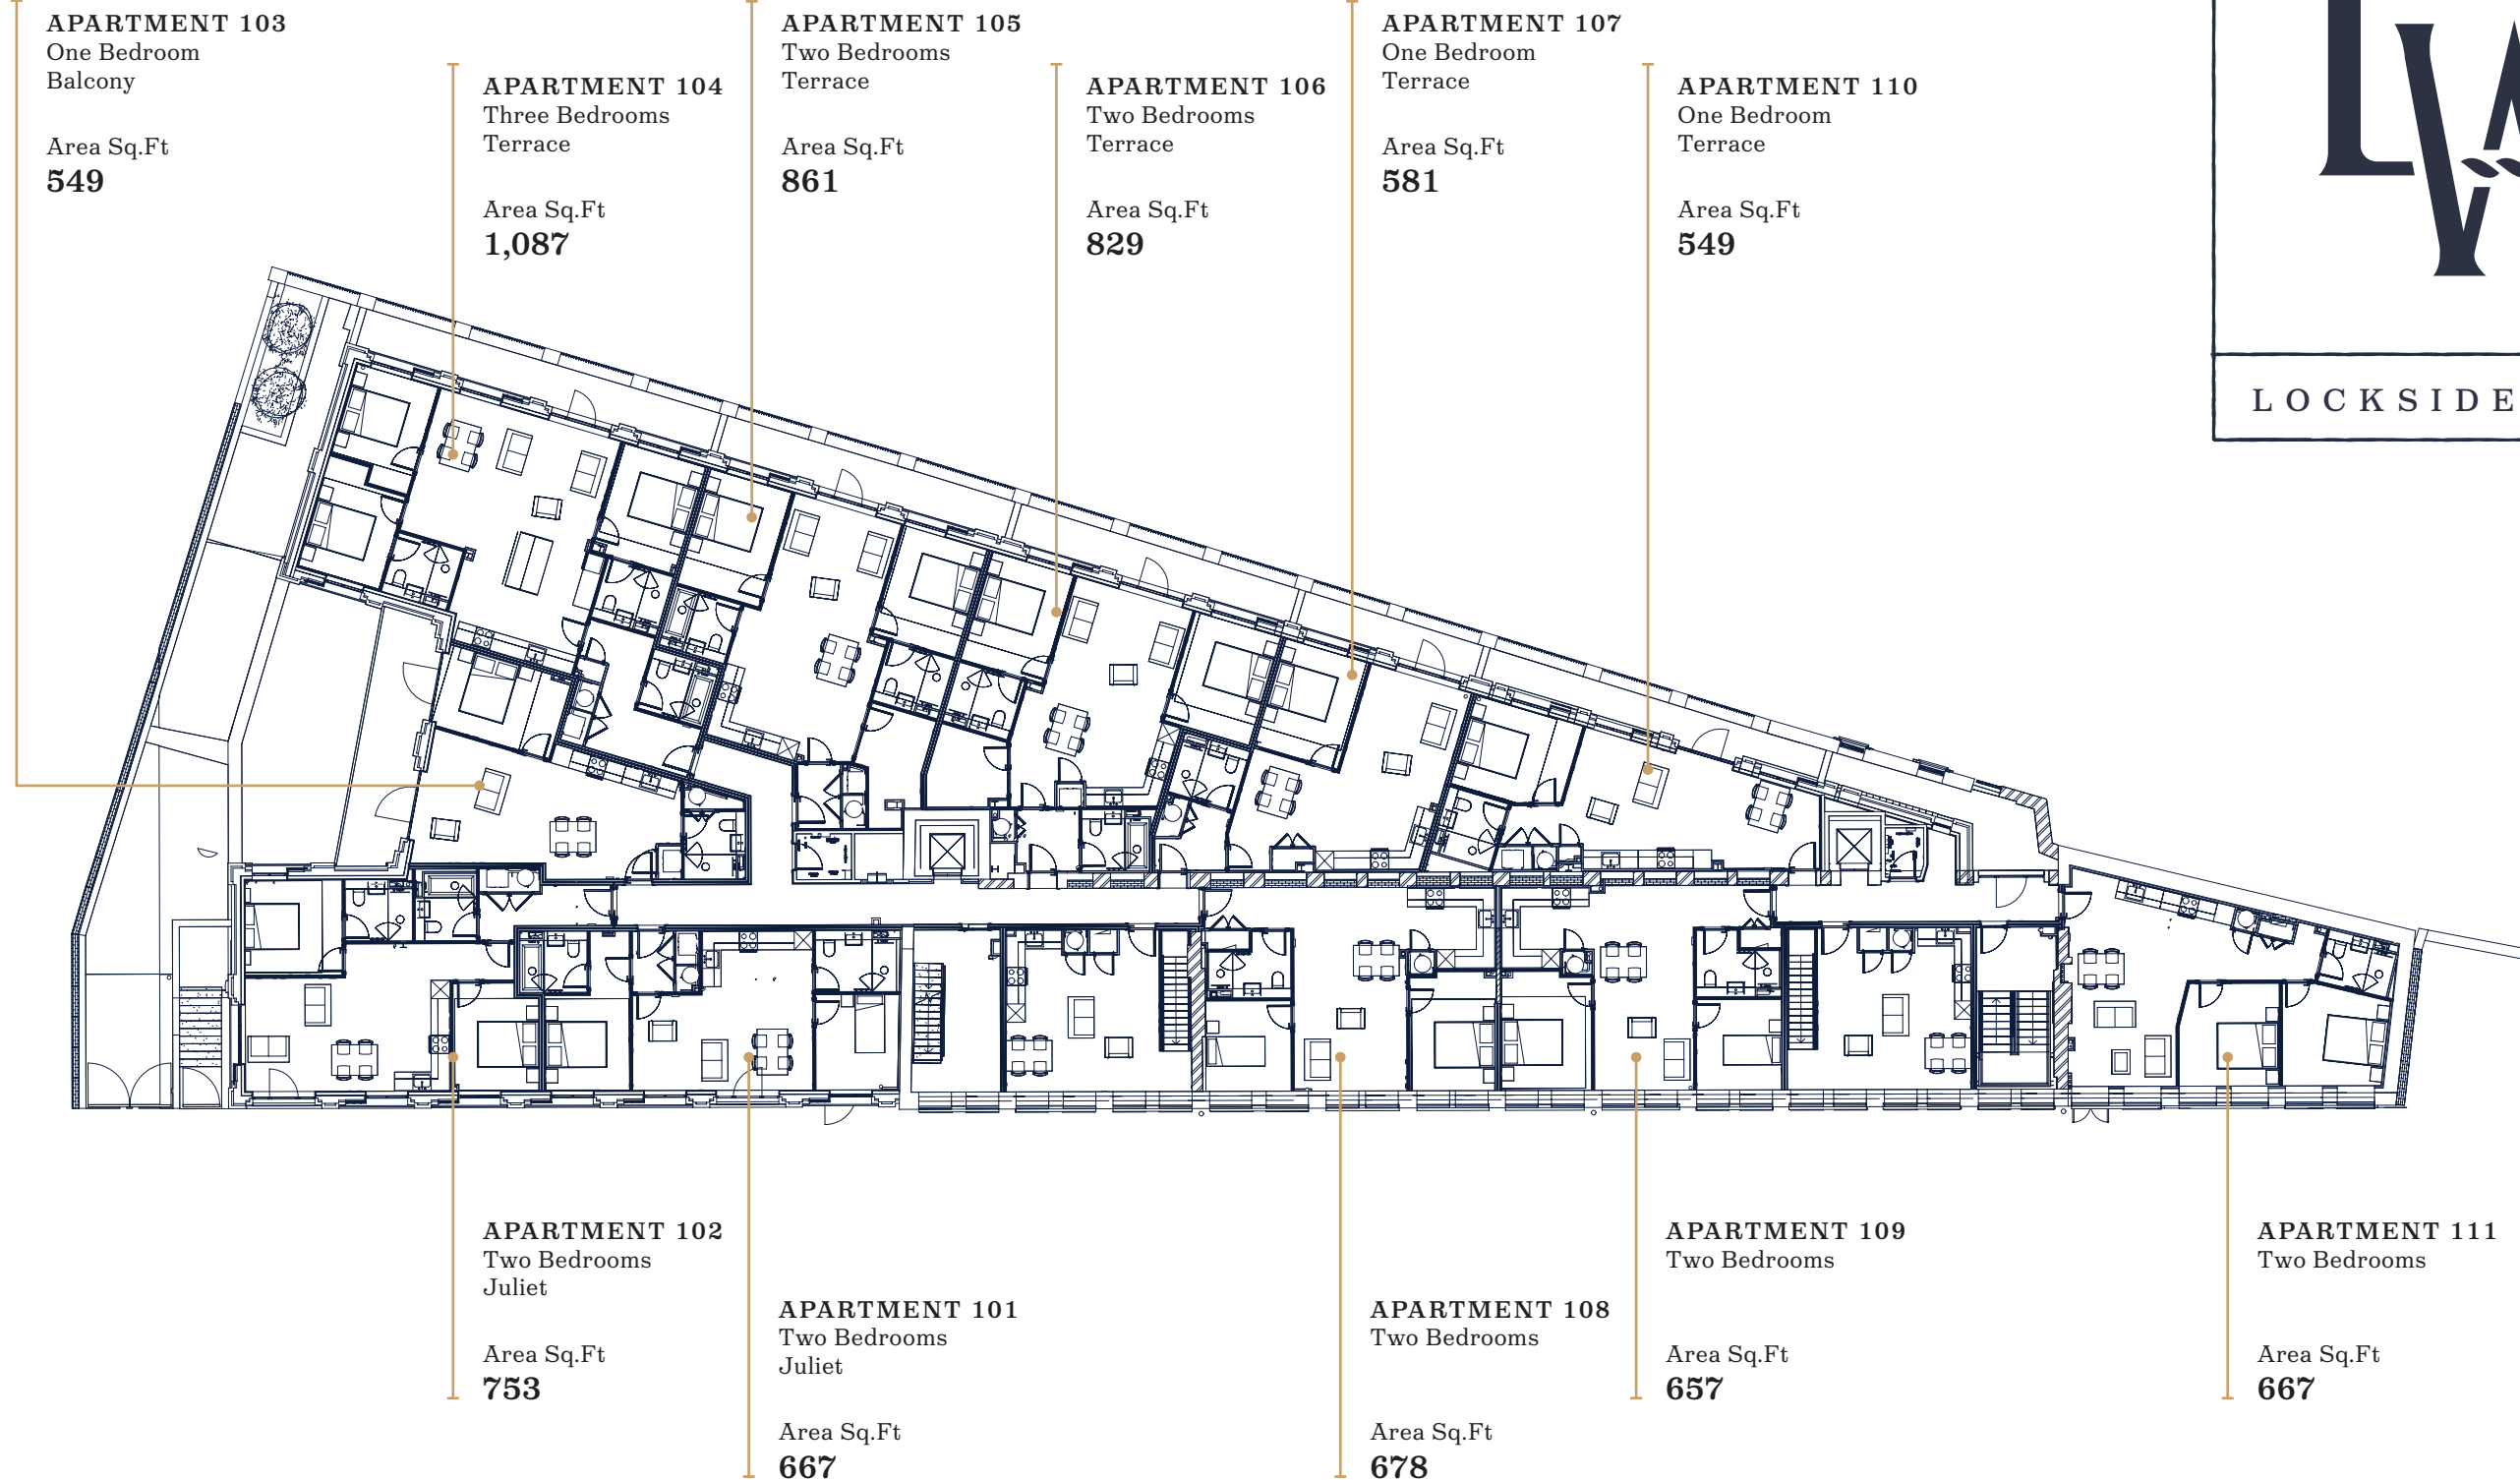 APARTMENT 103
One Bedroom
Balcony
Area Sq.Ft
549
APARTMENT 104
Three Bedrooms
Terrace
Area Sq.Ft
1,087
APARTMENT 105
Two Bedrooms
Terrace
Area Sq.Ft
861
APARTMENT 106
Two Bedrooms
Terrace
Area Sq.Ft
829
APARTMENT 107
One Bedroom
Terrace
Area Sq.Ft
581
APARTMENT 110
One Bedroom
Terrace
Area Sq.Ft
549
LOCKSIDE
APARTMENT 102
Two Bedrooms
Juliet
Area Sq.Ft
753
APARTMENT 101
Two Bedrooms
Juliet
Area Sq.Ft
667
APARTMENT 108
Two Bedrooms
Area Sq.Ft
678
APARTMENT 109
Two Bedrooms
Area Sq.Ft
657
APARTMENT 111
Two Bedrooms
Area Sq.Ft
667